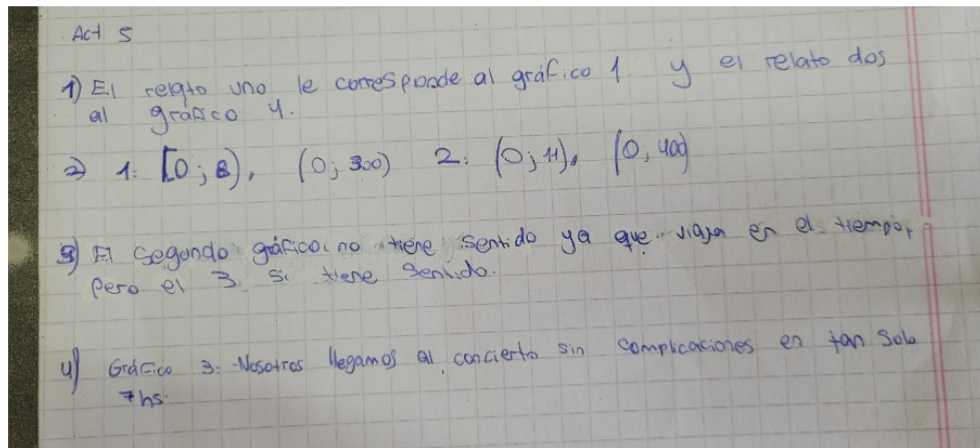 Act 5
1) El relato uno le corresponde al gráfico 1 y el relato dos
al gráfico 4.
2) 1: [0; 8), (0; 300) 2: (0; 11), (0, 400)
3) El segundo gráfico no tiene sentido ya que viajan en el tiempo,
pero el 3 si tiene sentido.
4) Gráfico 3: Nosotros llegamos al concierto sin complicaciones en tan solo
7hs.